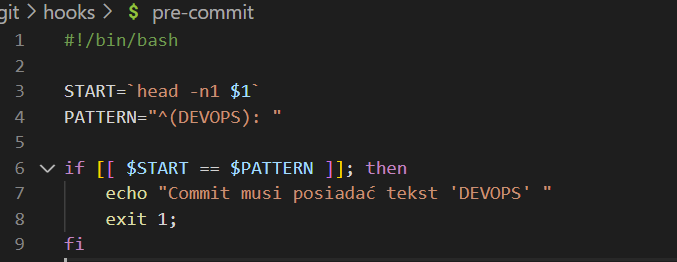 git > hooks > $ pre-commit
1 #!/bin/bash
2
3 START=`head -n1 $1`
4 PATTERN="^(DEVOPS): "
5
6 if [[ $START == $PATTERN ]]; then
7 echo "Commit musi posiadać tekst 'DEVOPS' "
8 exit 1;
9 fi